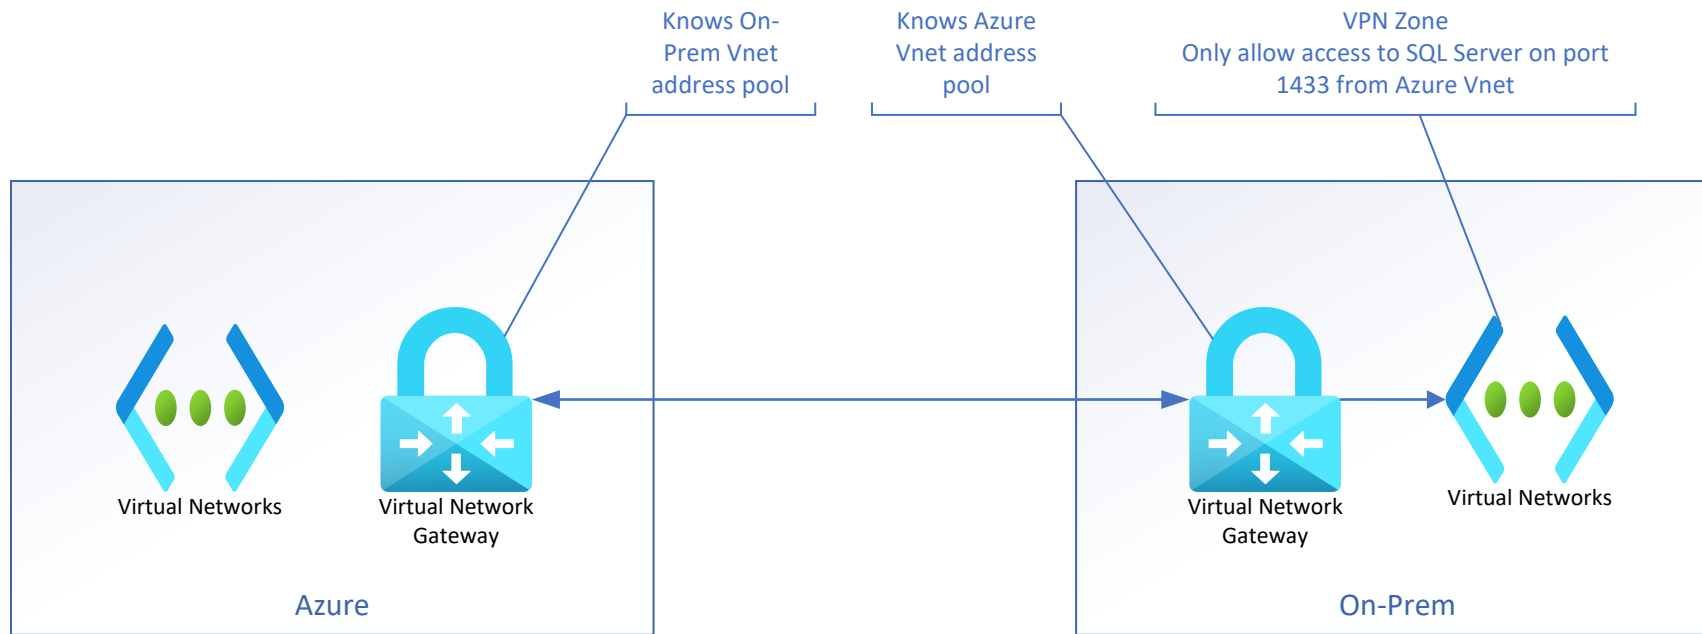 Knows On-
Prem Vnet
address pool
Knows Azure
Vnet address
pool
VPN Zone
Only allow access to SQL Server on port
1433 from Azure Vnet
Virtual Networks
Virtual Network
Gateway
Azure
Virtual Network
Gateway
Virtual Networks
On-Prem